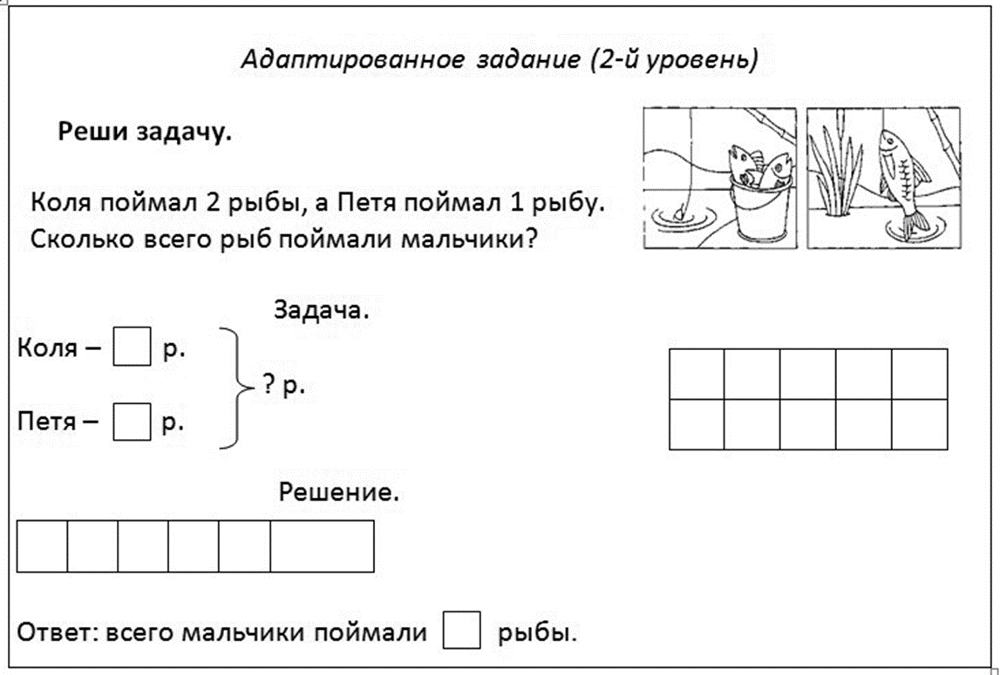 Адаптированное задание (2-й уровень)
Реши задачу.
Коля поймал 2 рыбы, а Петя поймал 1 рыбу.
Сколько всего рыб поймали мальчики?
Задача.
Коля – р.
? р.
Петя – р.
Решение.
Ответ: всего мальчики поймали рыбы.